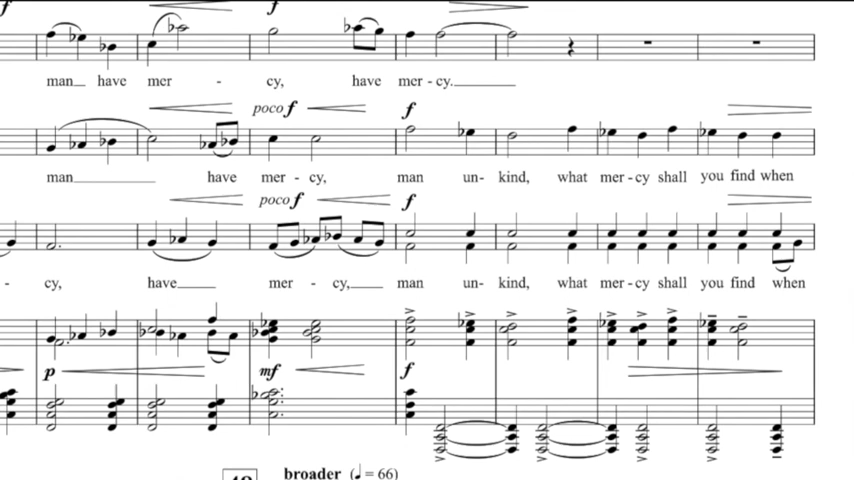 f f
man have mer - cy, have mer - cy.
poco f f
man have mer - cy, man un- kind, what mer - cy shall you find when
poco f f
- cy, have mer - cy, man un- kind, what mer - cy shall you find when
p mf f
broader (♩ = 66)